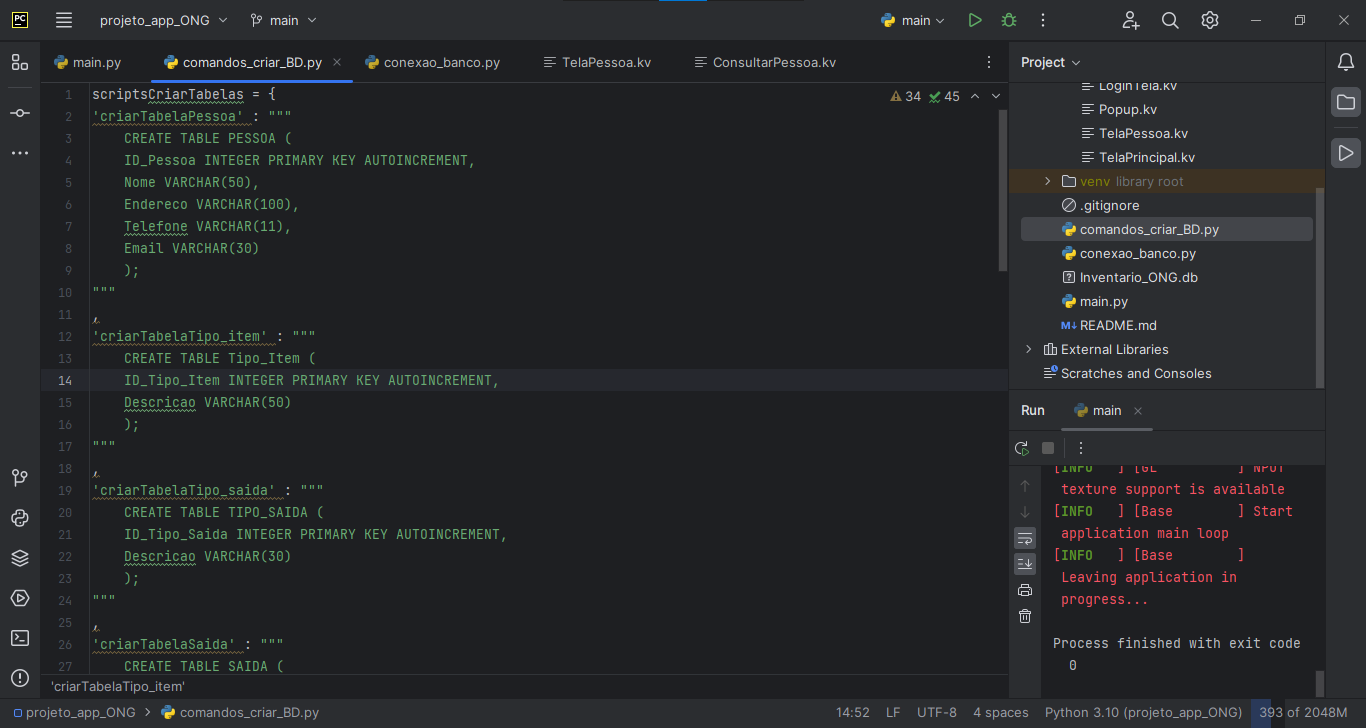 PC
projeto_app_ONG
main
main
main.py
comandos_criar_BD.py
conexao_banco.py
TelaPessoa.kv
ConsultarPessoa.kv
1 scriptsCriarTabelas = {
34 45
2 'criarTabelaPessoa' : """
3 CREATE TABLE PESSOA (
4 ID_Pessoa INTEGER PRIMARY KEY AUTOINCREMENT,
5 Nome VARCHAR(50),
6 Endereco VARCHAR(100),
7 Telefone VARCHAR(11),
8 Email VARCHAR(30)
9 );
10 """
11 ,
12 'criarTabelaTipo_item' : """
13 CREATE TABLE Tipo_Item (
14 ID_Tipo_Item INTEGER PRIMARY KEY AUTOINCREMENT,
15 Descricao VARCHAR(50)
16 );
17 """
18 ,
19 'criarTabelaTipo_saida' : """
20 CREATE TABLE TIPO_SAIDA (
21 ID_Tipo_Saida INTEGER PRIMARY KEY AUTOINCREMENT,
22 Descricao VARCHAR(30)
23 );
24 """
25 ,
26 'criarTabelaSaida' : """
27 CREATE TABLE SAIDA (
'criarTabelaTipo_item'
Project
LoginTela.kv
Popup.kv
TelaPessoa.kv
TelaPrincipal.kv
venv library root
.gitignore
comandos_criar_BD.py
conexao_banco.py
Inventario_ONG.db
main.py
M↓ README.md
External Libraries
Scratches and Consoles
Run main
[INFO ] [GL ] NPOT
texture support is available
[INFO ] [Base ] Start
application main loop
[INFO ] [Base ]
Leaving application in
progress...
Process finished with exit code
0
projeto_app_ONG
comandos_criar_BD.py
14:52 LF UTF-8 4 spaces Python 3.10 (projeto_app_ONG) 393 of 2048M